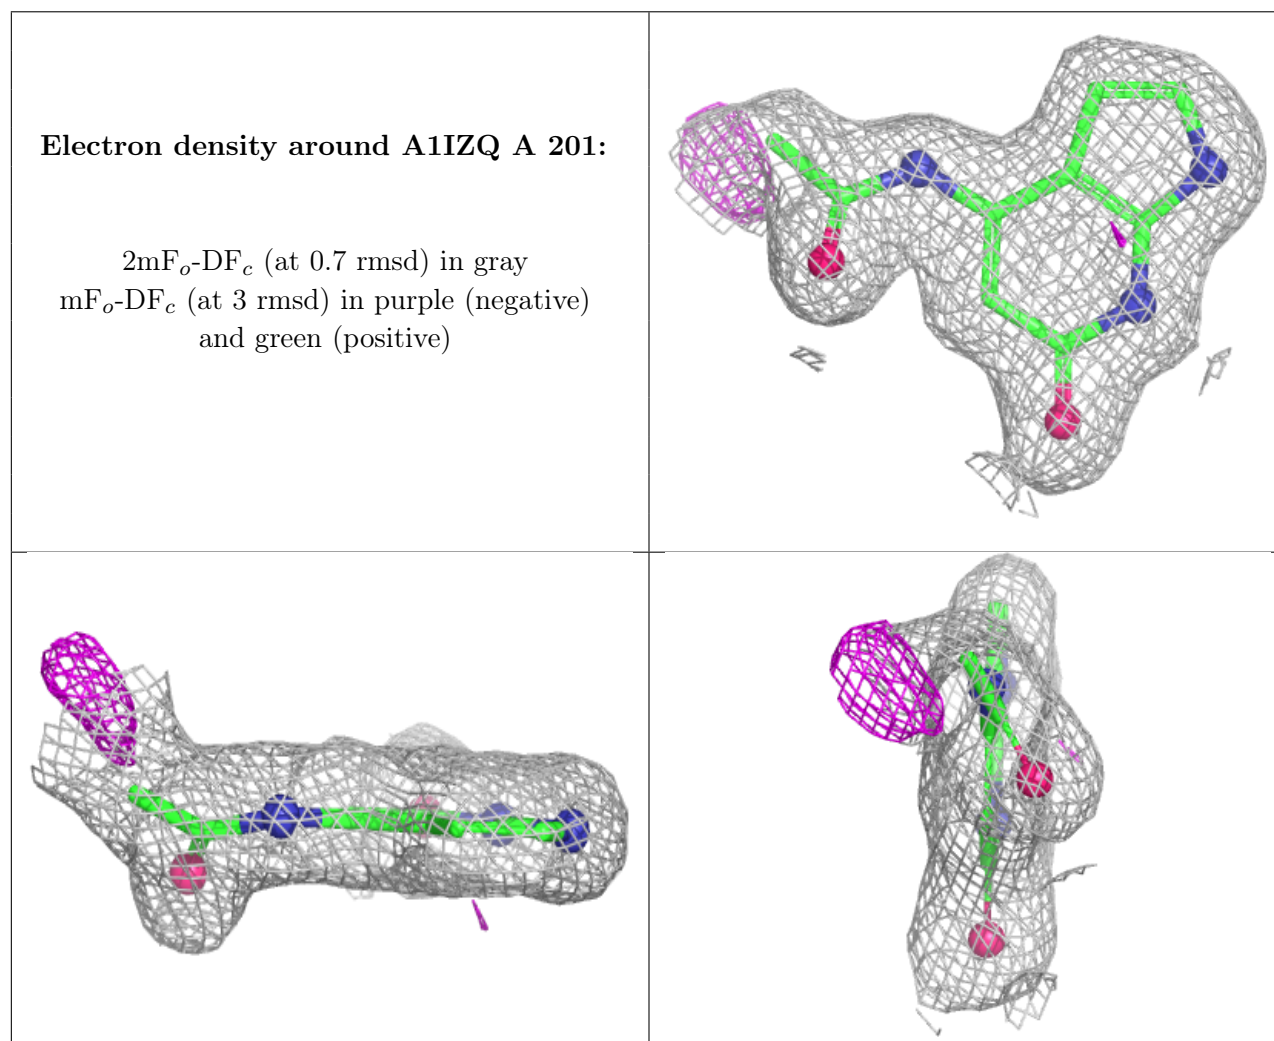 Electron density around A1IZQ A 201:
2mFo-DFc (at 0.7 rmsd) in gray
mFo-DFc (at 3 rmsd) in purple (negative)
and green (positive)